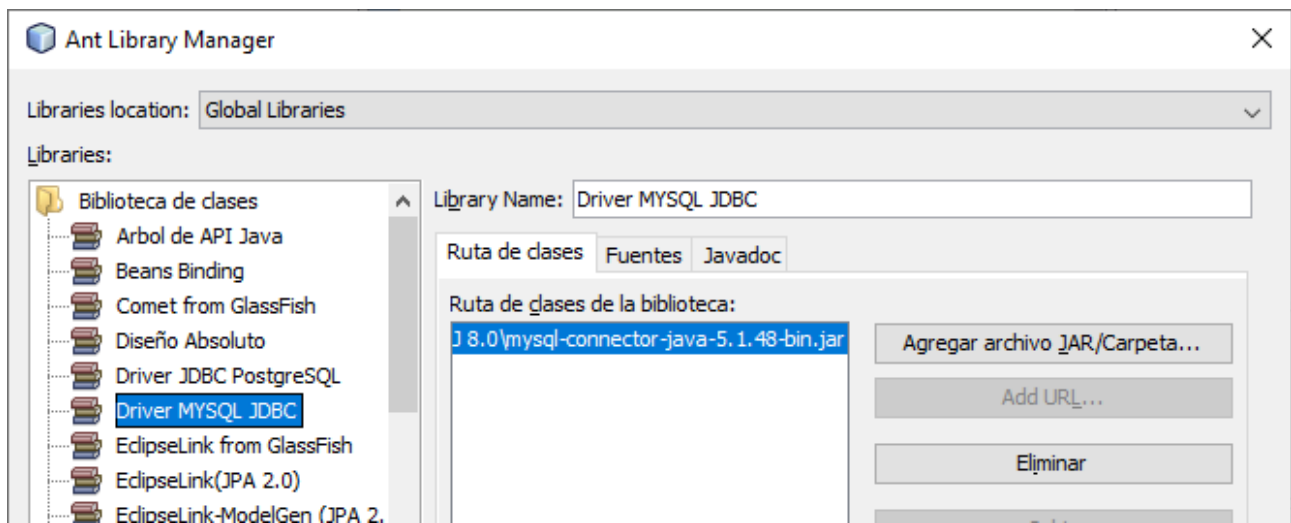 Ant Library Manager
Libraries location: Global Libraries
Libraries:
Biblioteca de clases
Arbol de API Java
Beans Binding
Comet from GlassFish
Diseño Absoluto
Driver JDBC PostgreSQL
Driver MYSQL JDBC
EclipseLink from GlassFish
EclipseLink(JPA 2.0)
EclipseLink-ModelGen (JPA 2.
Library Name: Driver MYSQL JDBC
Ruta de clases Fuentes Javadoc
Ruta de clases de la biblioteca:
J 8.0\mysql-connector-java-5.1.48-bin.jar
Agregar archivo JAR/Carpeta...
Add URL...
Eliminar